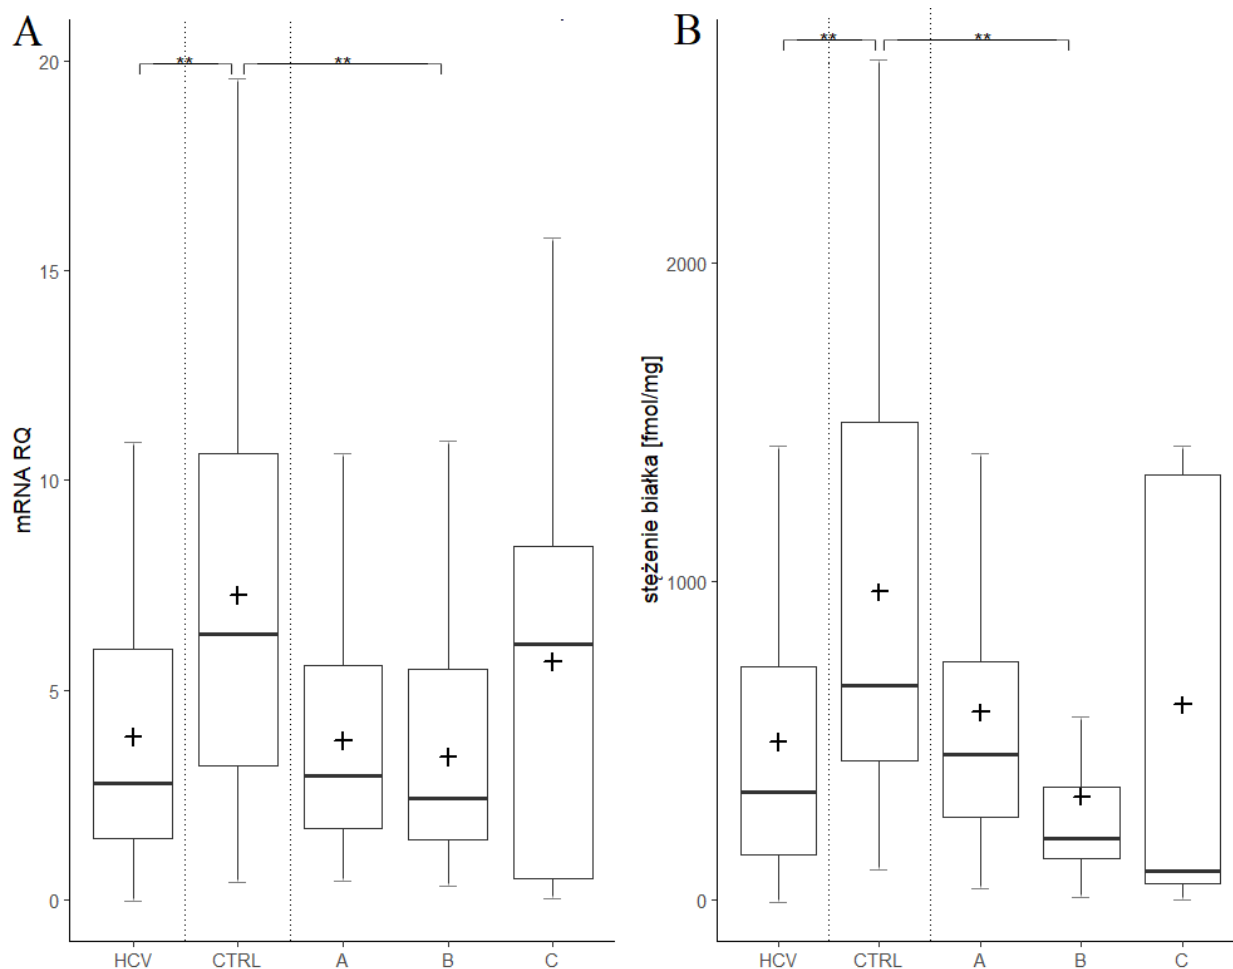 A
**
**
20
15
10
5
0
mRNA RQ
HCV
CTRL
A
B
C
B
**
**
2000
1000
0
stężenie białka [fmol/mg]
HCV
CTRL
A
B
C